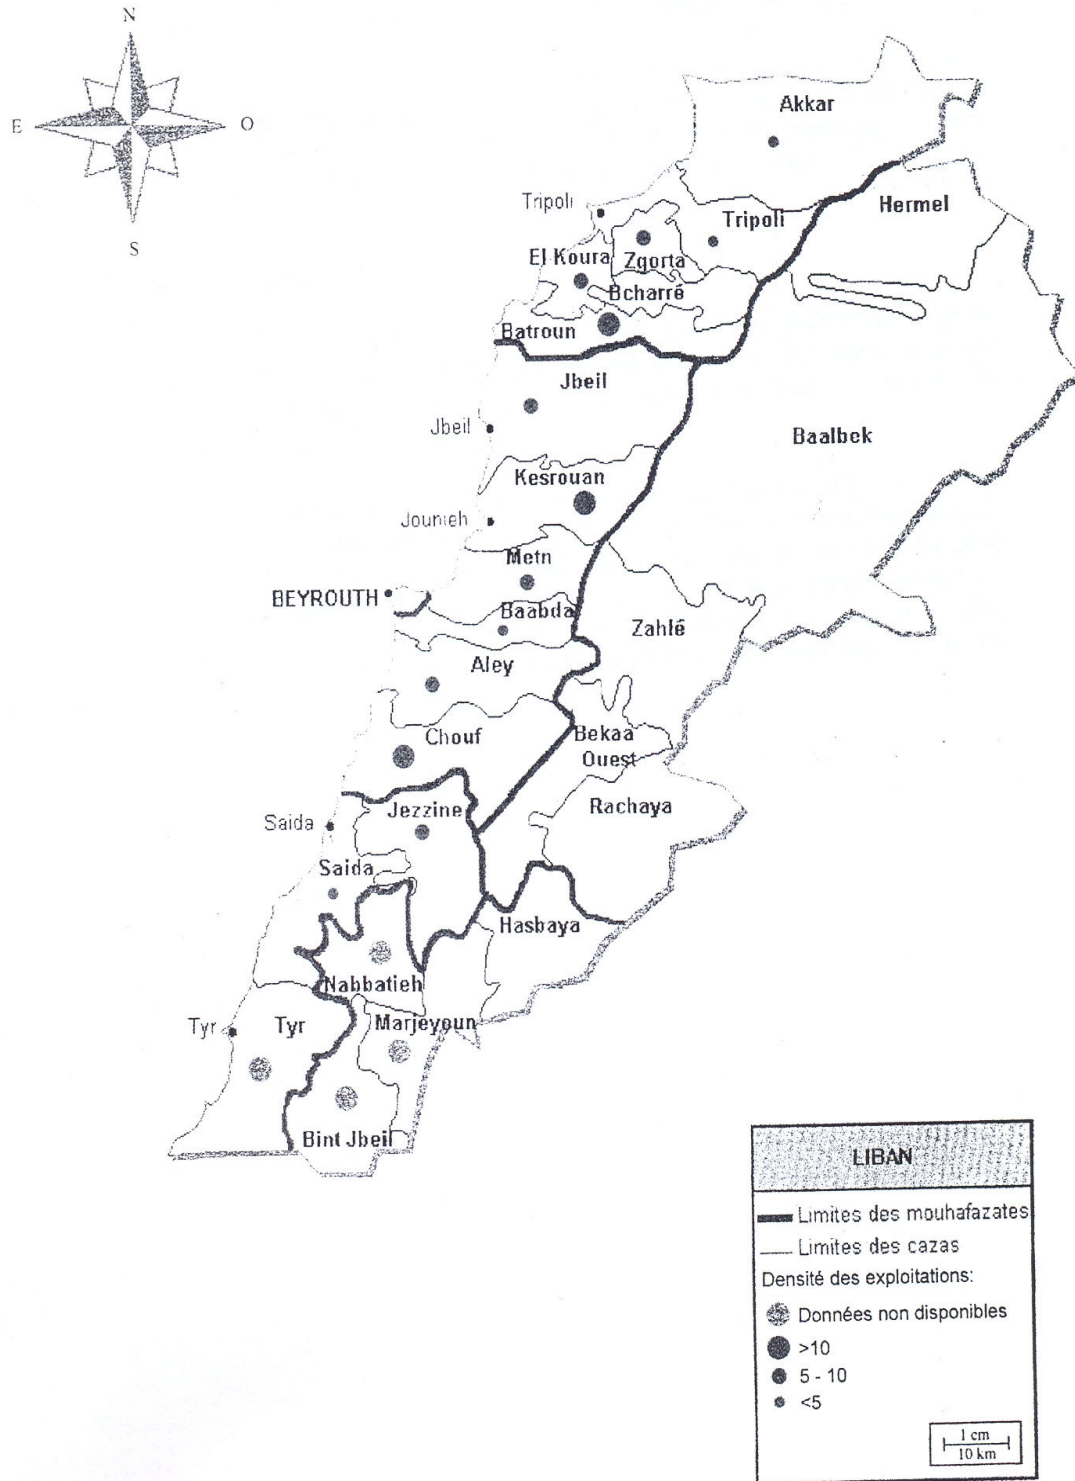 N
E
O
S
Akkar
Hermel
Tripoli
Tripoli
El Koura
Zgorta
Bcharré
Batroun
Jbeil
Jbeil
Baalbek
Kesrouan
Jounieh
Metn
BEYROUTH
Baabda
Zahlé
Aley
Chouf
Bekaa
Ouest
Jezzine
Rachaya
Saida
Saida
Hasbaya
Nabbatieh
Tyr
Tyr
Marjeyoun
Bint Jbeil
LIBAN
Limites des mouhafazates
Limites des cazas
Densité des exploitations:
Données non disponibles
>10
5 - 10
<5
1 cm
10 km